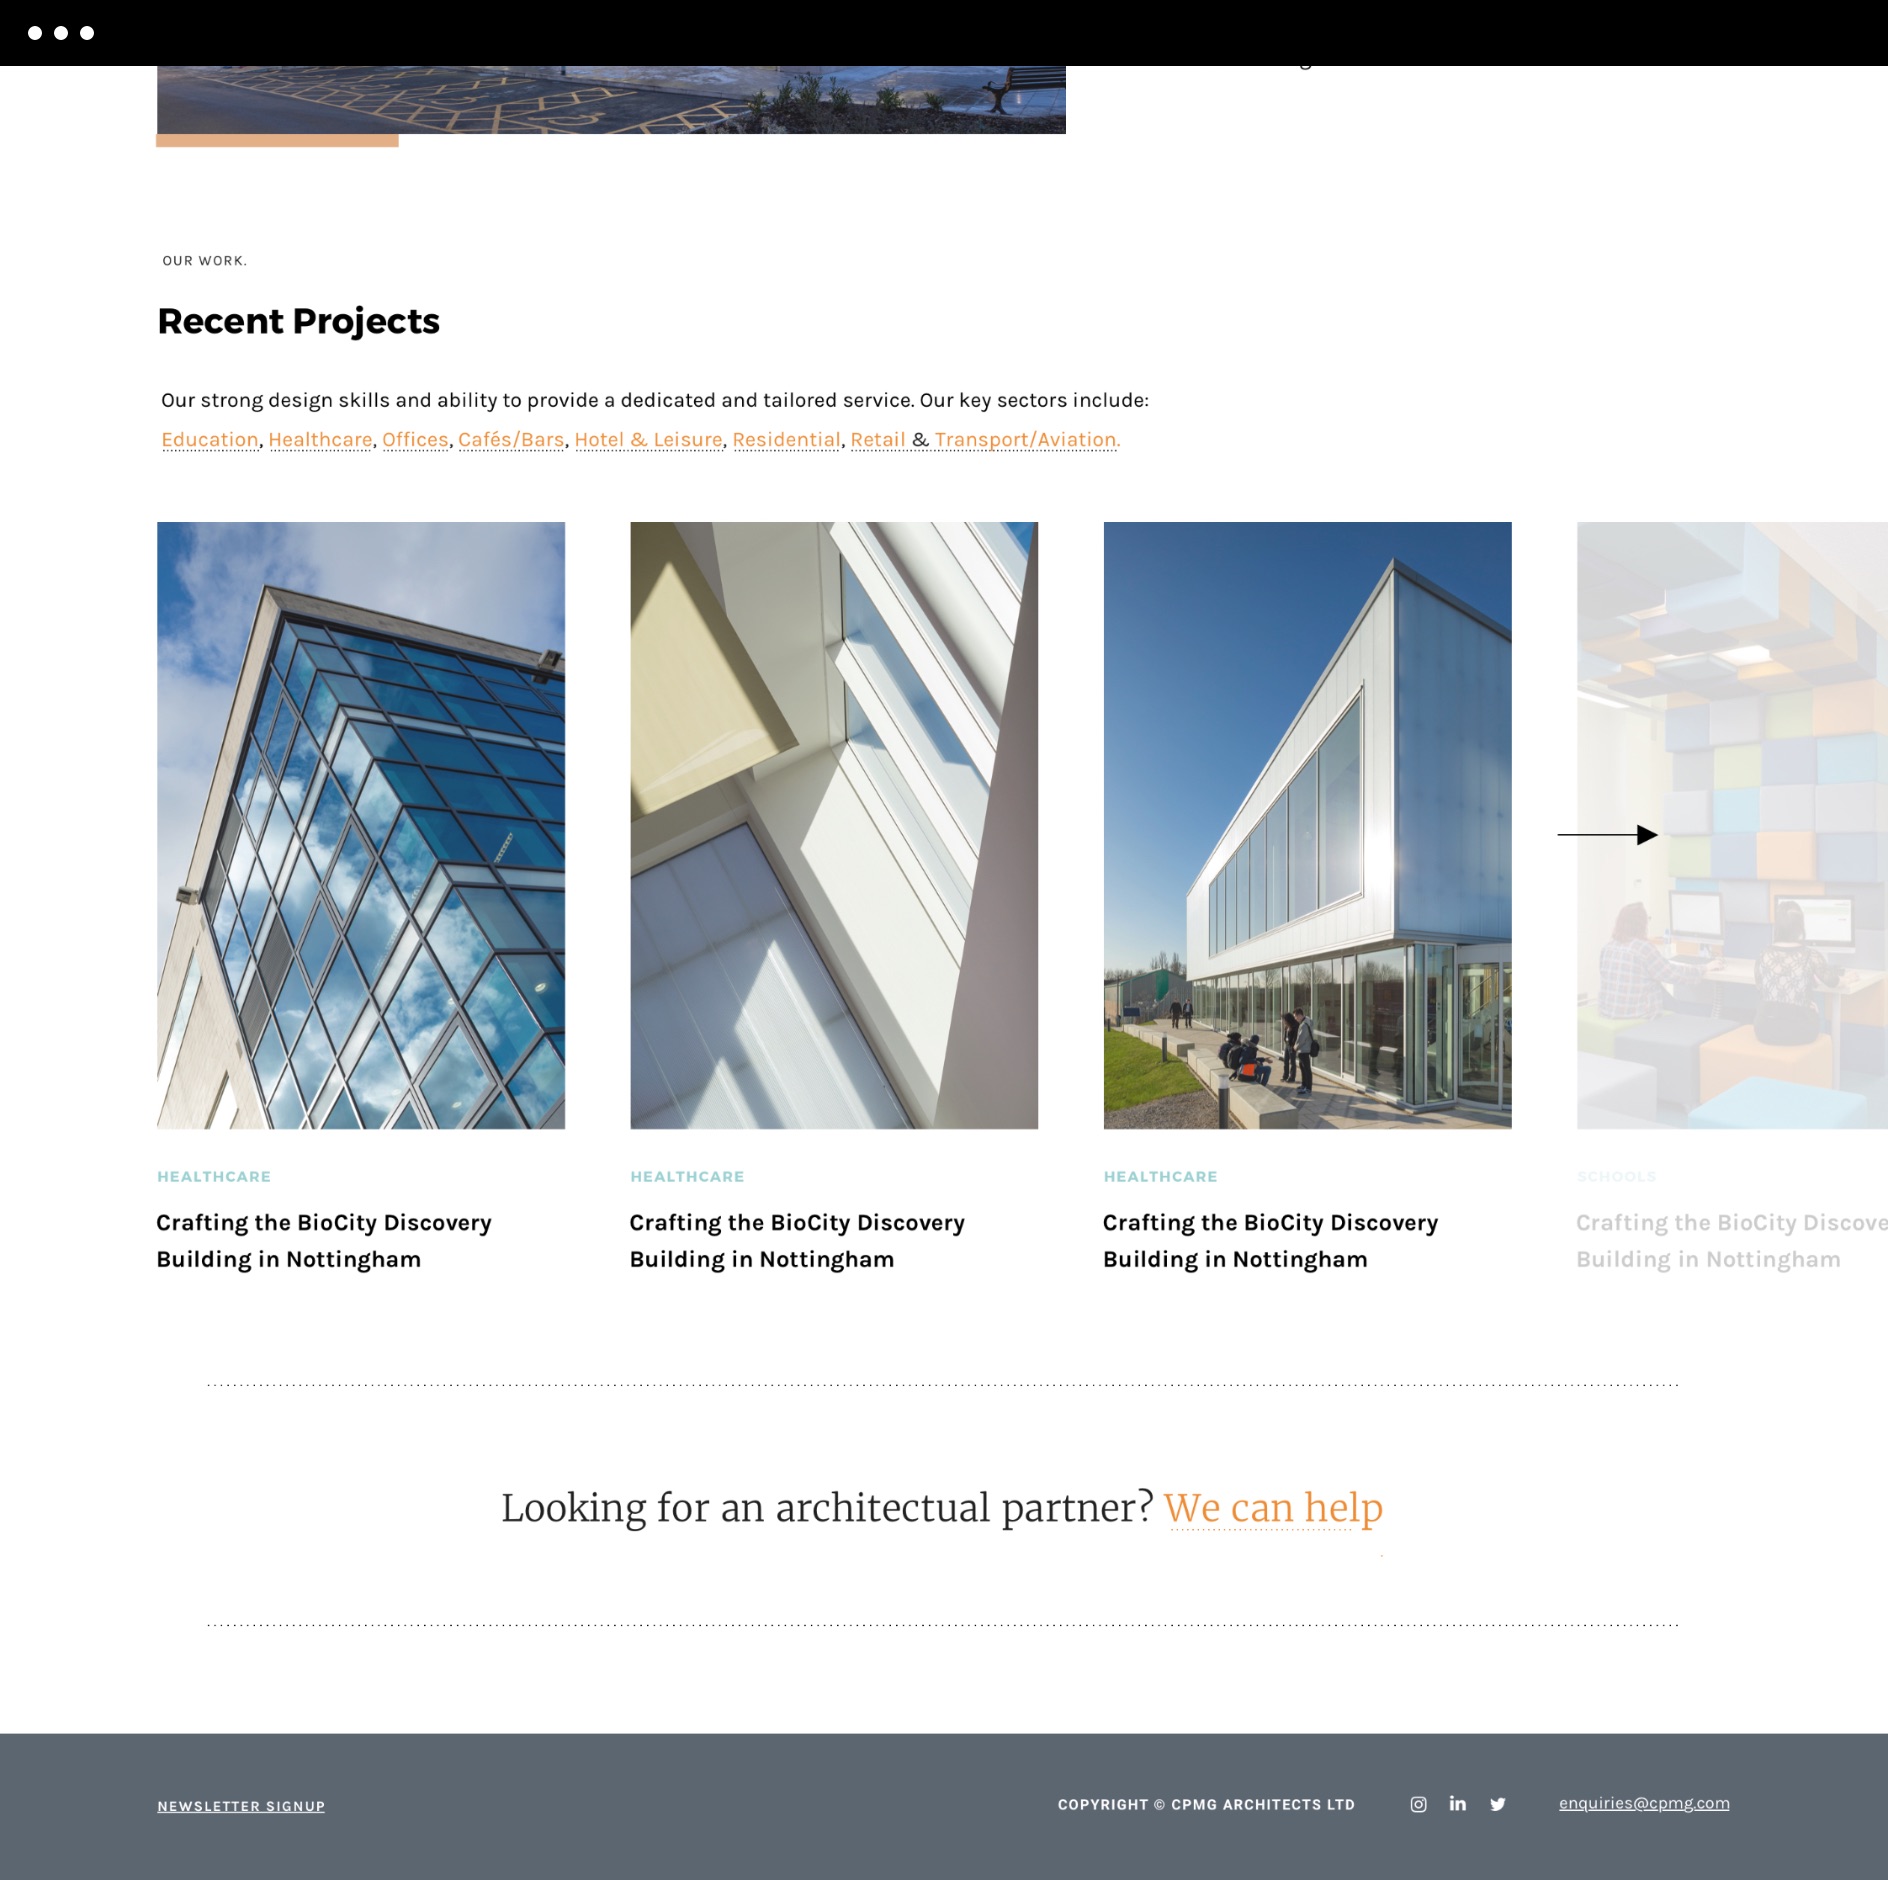 OUR WORK.
Recent Projects
Our strong design skills and ability to provide a dedicated and tailored service. Our key sectors include:
Education, Healthcare, Offices, Cafés/Bars, Hotel & Leisure, Residential, Retail & Transport/Aviation.
HEALTHCARE
Crafting the BioCity Discovery
Building in Nottingham
HEALTHCARE
Crafting the BioCity Discovery
Building in Nottingham
HEALTHCARE
Crafting the BioCity Discovery
Building in Nottingham
SCHOOLS
Crafting the BioCity Discove
Building in Nottingham
Looking for an architectual partner? We can help
NEWSLETTER SIGNUP
COPYRIGHT © CPMG ARCHITECTS LTD
enquiries@cpmg.com